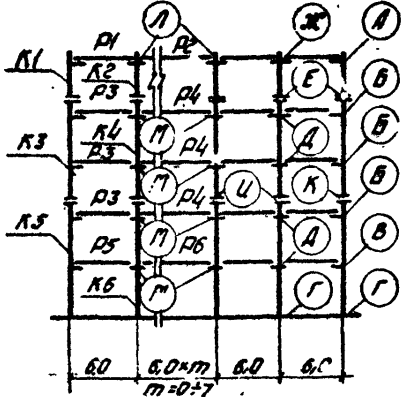 Л Ж А
К1 Р1 Р2
К2 Е Б
Р3 Р4
К4 М Д Б
К3 Р3 Р4
М И К Б
Р3 Р4
К5 М Д В
Р5 Р6
К6 Г Г
6,0 6,0×m 6,0 6,0
m=0÷7